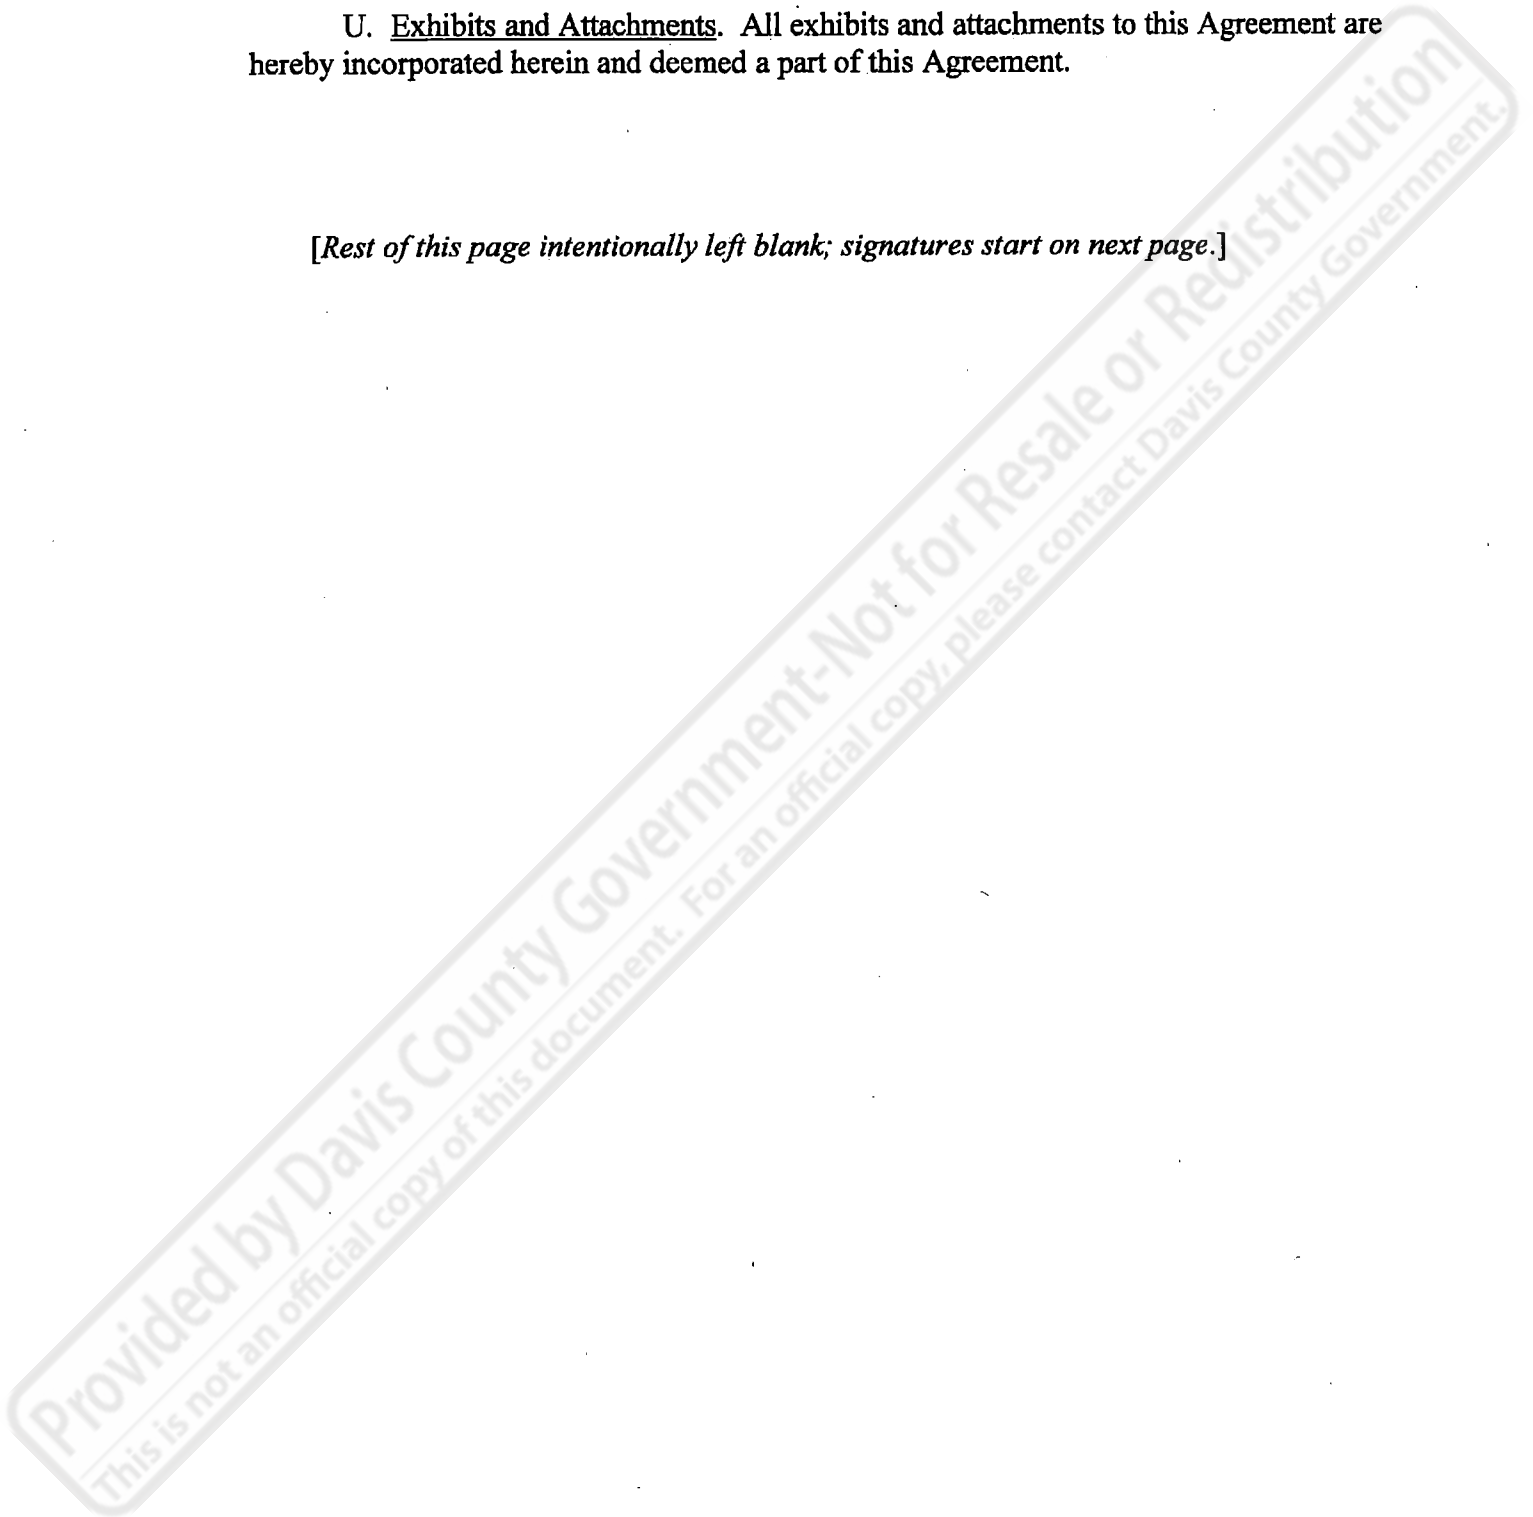 U. Exhibits and Attachments. All exhibits and attachments to this Agreement are
hereby incorporated herein and deemed a part of this Agreement.
[Rest of this page intentionally left blank; signatures start on next page.]
Provided by Davis County Government-Not for Resale or Redistribution
This is not an official copy of this document. For an official copy, please contact Davis County Government.